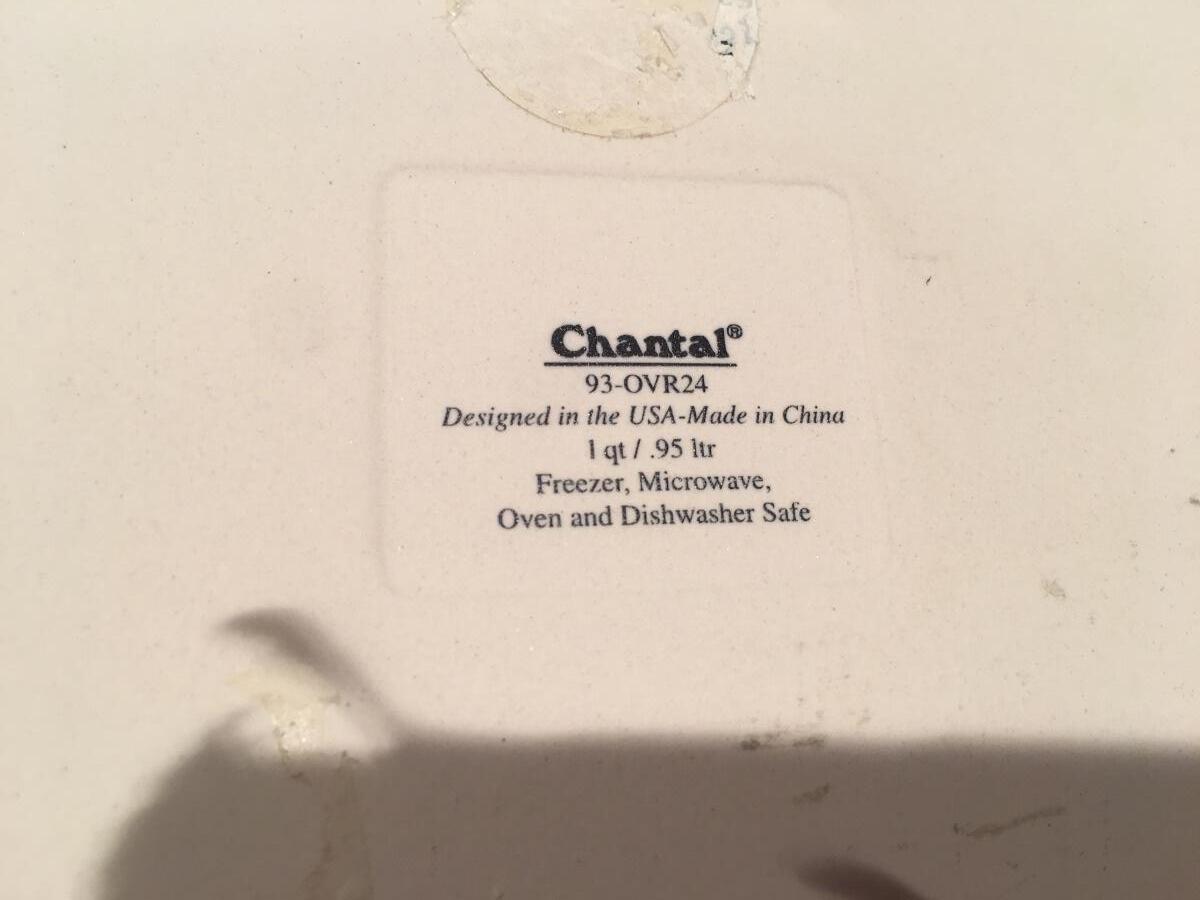 Chantal®
93-OVR24
Designed in the USA-Made in China
1 qt / .95 ltr
Freezer, Microwave,
Oven and Dishwasher Safe